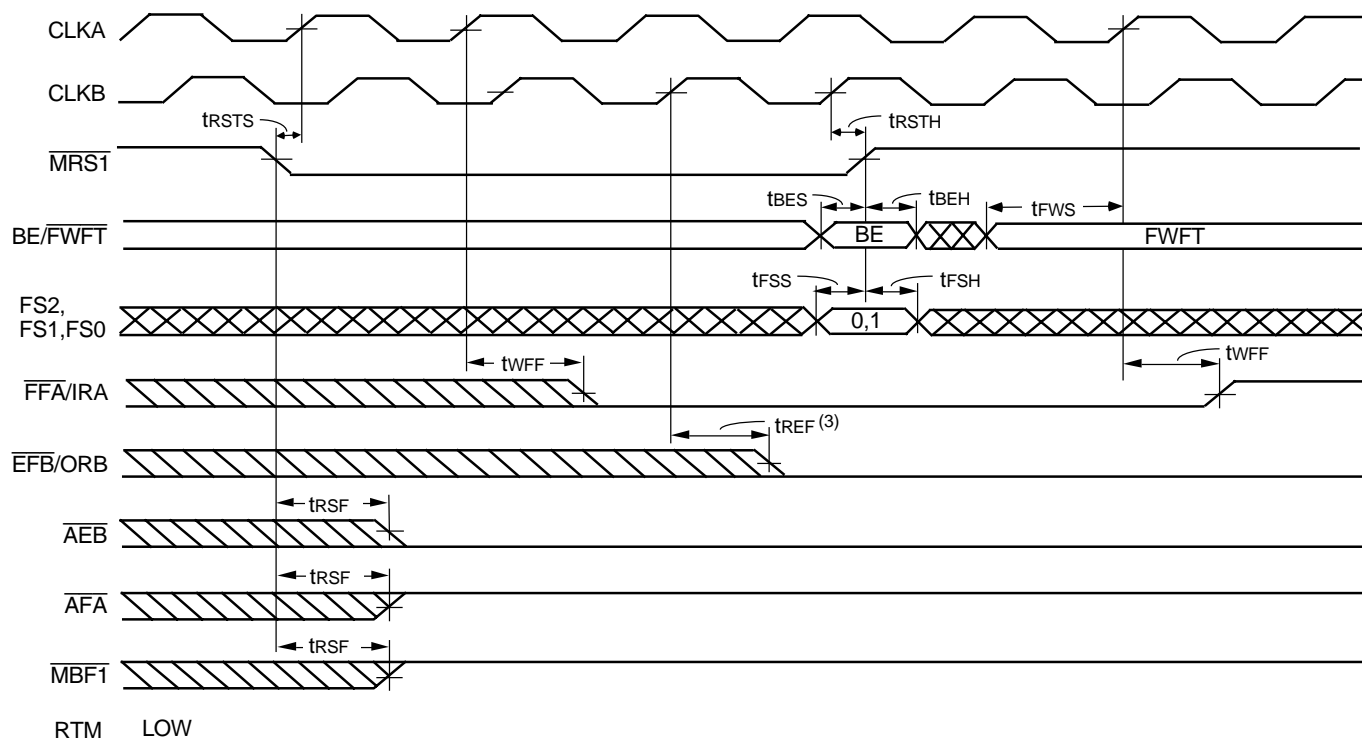 CLKA
CLKB
tRSTS
tRSTH
MRS1
tBES
tBEH
tFWS
BE/FWFT
BE
FWFT
tFSS
tFSH
FS2,
FS1,FS0
0,1
tWFF
tWFF
FFA/IRA
tREF (3)
EFB/ORB
tRSF
AEB
tRSF
AFA
tRSF
MBF1
RTM LOW